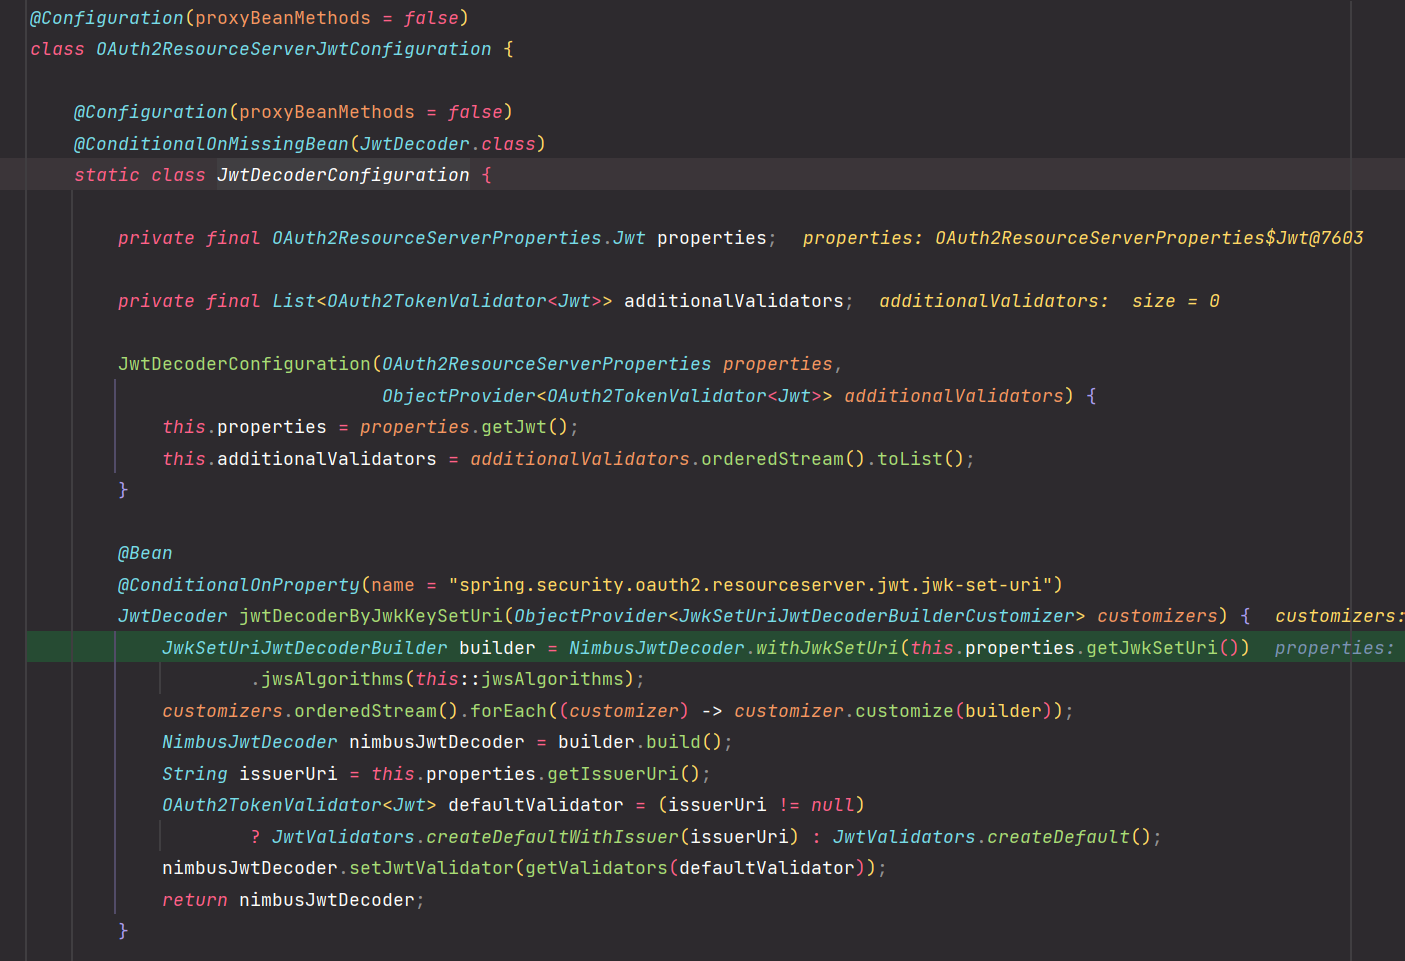 @Configuration(proxyBeanMethods = false)
class OAuth2ResourceServerJwtConfiguration {
@Configuration(proxyBeanMethods = false)
@ConditionalOnMissingBean(JwtDecoder.class)
static class JwtDecoderConfiguration {
private final OAuth2ResourceServerProperties.Jwt properties; properties: OAuth2ResourceServerProperties$Jwt@7603
private final List<OAuth2TokenValidator<Jwt>> additionalValidators; additionalValidators: size = 0
JwtDecoderConfiguration(OAuth2ResourceServerProperties properties,
ObjectProvider<OAuth2TokenValidator<Jwt>> additionalValidators) {
this.properties = properties.getJwt();
this.additionalValidators = additionalValidators.orderedStream().toList();
}
@Bean
@ConditionalOnProperty(name = "spring.security.oauth2.resourceserver.jwt.jwk-set-uri")
JwtDecoder jwtDecoderByJwkKeySetUri(ObjectProvider<JwkSetUriJwtDecoderBuilderCustomizer> customizers) { customizers:
JwkSetUriJwtDecoderBuilder builder = NimbusJwtDecoder.withJwkSetUri(this.properties.getJwkSetUri()) properties:
.jwsAlgorithms(this::jwsAlgorithms);
customizers.orderedStream().forEach((customizer) -> customizer.customize(builder));
NimbusJwtDecoder nimbusJwtDecoder = builder.build();
String issuerUri = this.properties.getIssuerUri();
OAuth2TokenValidator<Jwt> defaultValidator = (issuerUri != null)
? JwtValidators.createDefaultWithIssuer(issuerUri) : JwtValidators.createDefault();
nimbusJwtDecoder.setJwtValidator(getValidators(defaultValidator));
return nimbusJwtDecoder;
}